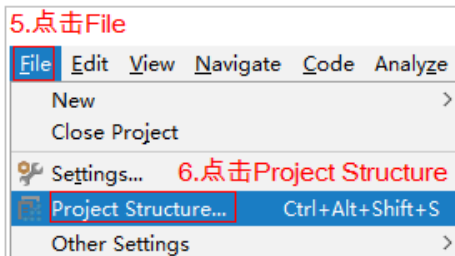 5.点击File
File Edit View Navigate Code Analyze
New
Close Project
Settings... 6.点击Project Structure
Project Structure... Ctrl+Alt+Shift+S
Other Settings